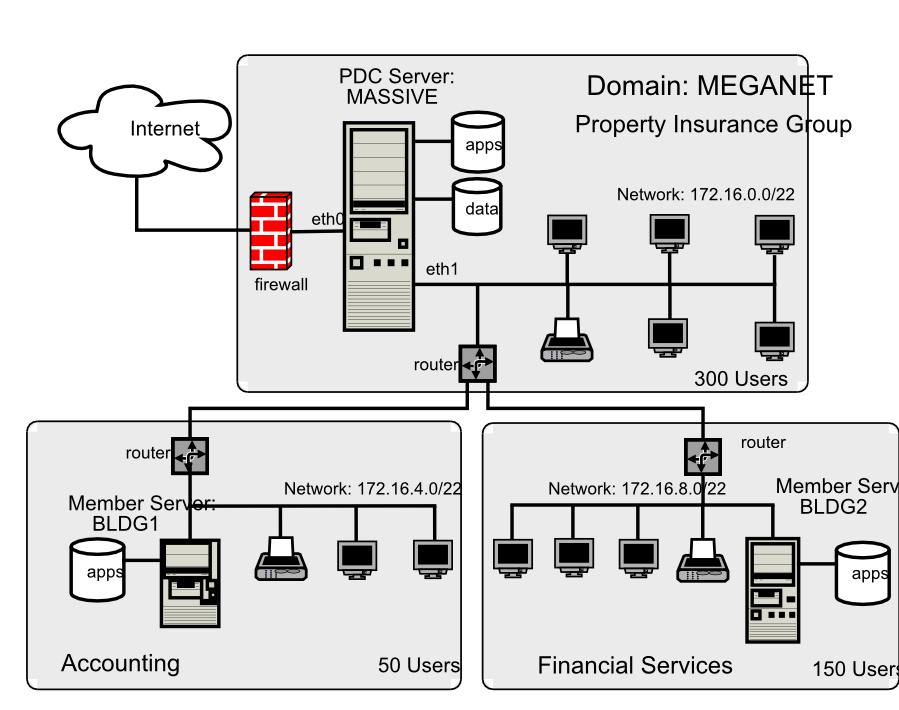 PDC Server:
MASSIVE
Domain: MEGANET
Property Insurance Group
Internet
apps
data
Network: 172.16.0.0/22
eth0
firewall
eth1
router
300 Users
router
Network: 172.16.4.0/22
Member Server:
BLDG1
apps
Accounting
50 Users
router
Network: 172.16.8.0/22
Member Serv
BLDG2
apps
Financial Services
150 Users